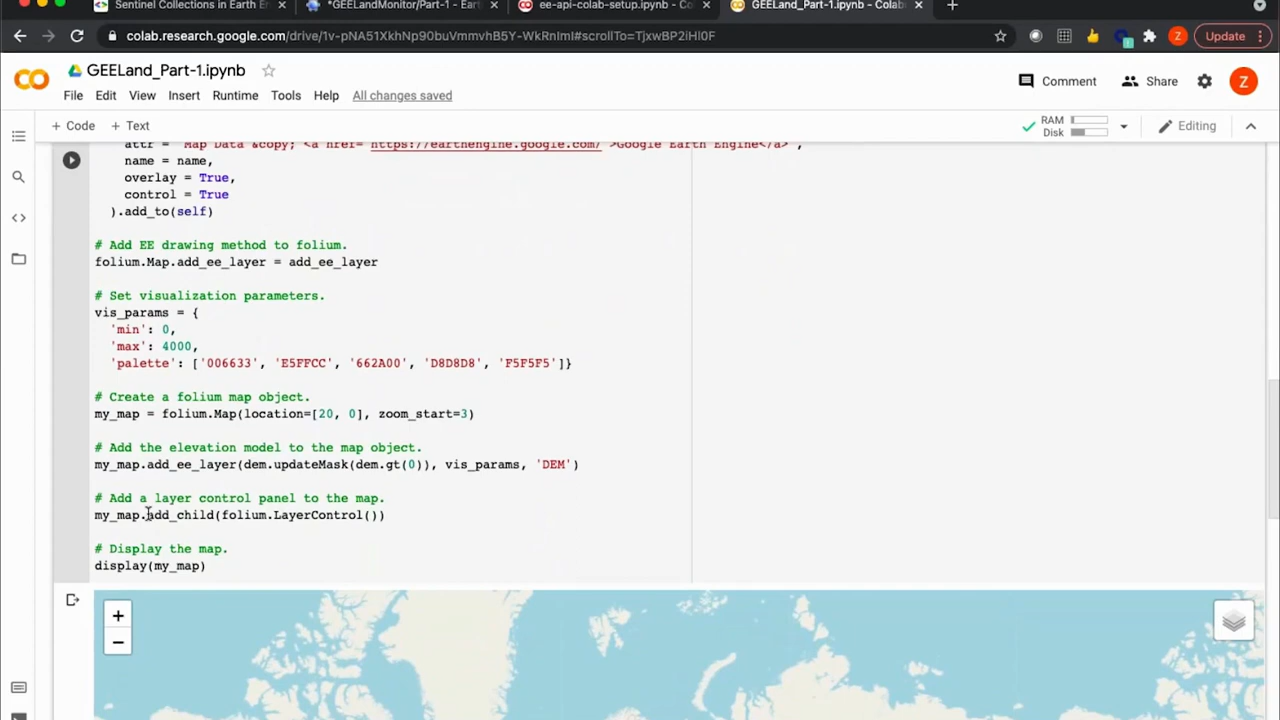 Sentinel Collections in Earth E
*GEELandMonitor/Part-1 - Eart
ee-api-colab-setup.ipynb - Co
GEELand_Part-1.ipynb - Colab
colab.research.google.com/drive/1v-pNA51XkhNp90buVmmvhB5Y-WkRnlmI#scrollTo=TjxwBP2iHl0F
Z
Update
CO
GEELand_Part-1.ipynb
Comment
Share
Z
File Edit View Insert Runtime Tools Help All changes saved
+ Code + Text
RAM
Disk
Editing
attr = 'Map Data &copy; <a href="https://earthengine.google.com/">Google Earth Engine</a>',
name = name,
overlay = True,
control = True
).add_to(self)
# Add EE drawing method to folium.
folium.Map.add_ee_layer = add_ee_layer
# Set visualization parameters.
vis_params = {
'min': 0,
'max': 4000,
'palette': ['006633', 'E5FFCC', '662A00', 'D8D8D8', 'F5F5F5']}
# Create a folium map object.
my_map = folium.Map(location=[20, 0], zoom_start=3)
# Add the elevation model to the map object.
my_map.add_ee_layer(dem.updateMask(dem.gt(0)), vis_params, 'DEM')
# Add a layer control panel to the map.
my_map.add_child(folium.LayerControl())
# Display the map.
display(my_map)
+
−